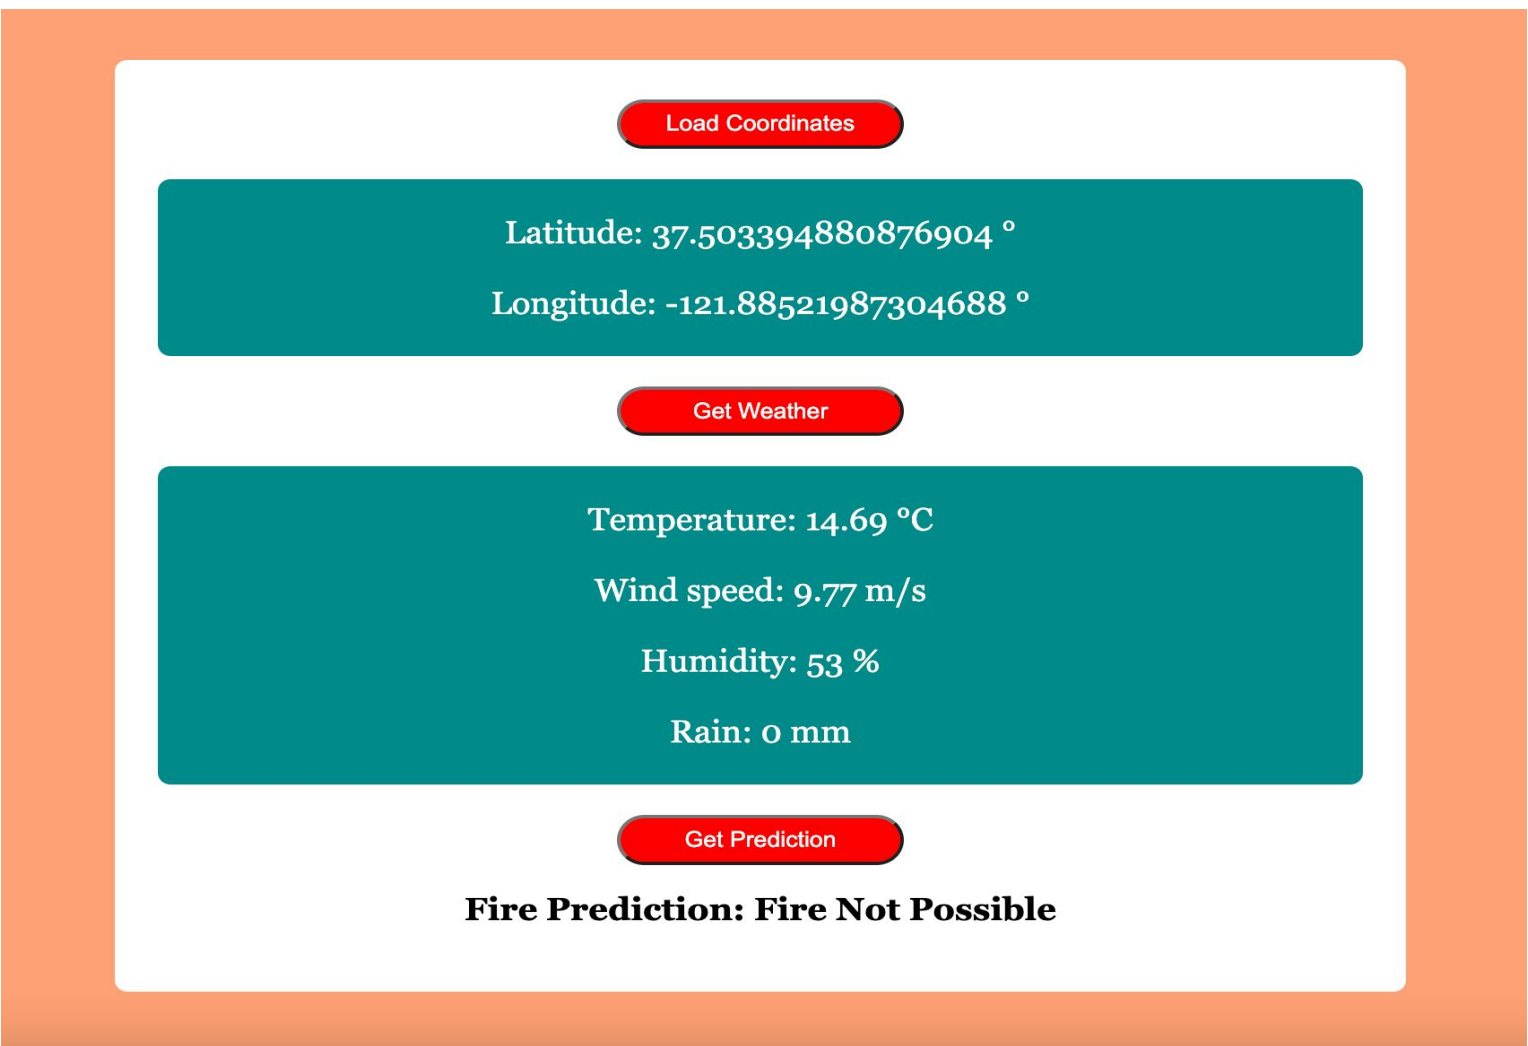 Load Coordinates
Latitude: 37.503394880876904 °
Longitude: -121.88521987304688 °
Get Weather
Temperature: 14.69 °C
Wind speed: 9.77 m/s
Humidity: 53 %
Rain: 0 mm
Get Prediction
Fire Prediction: Fire Not Possible